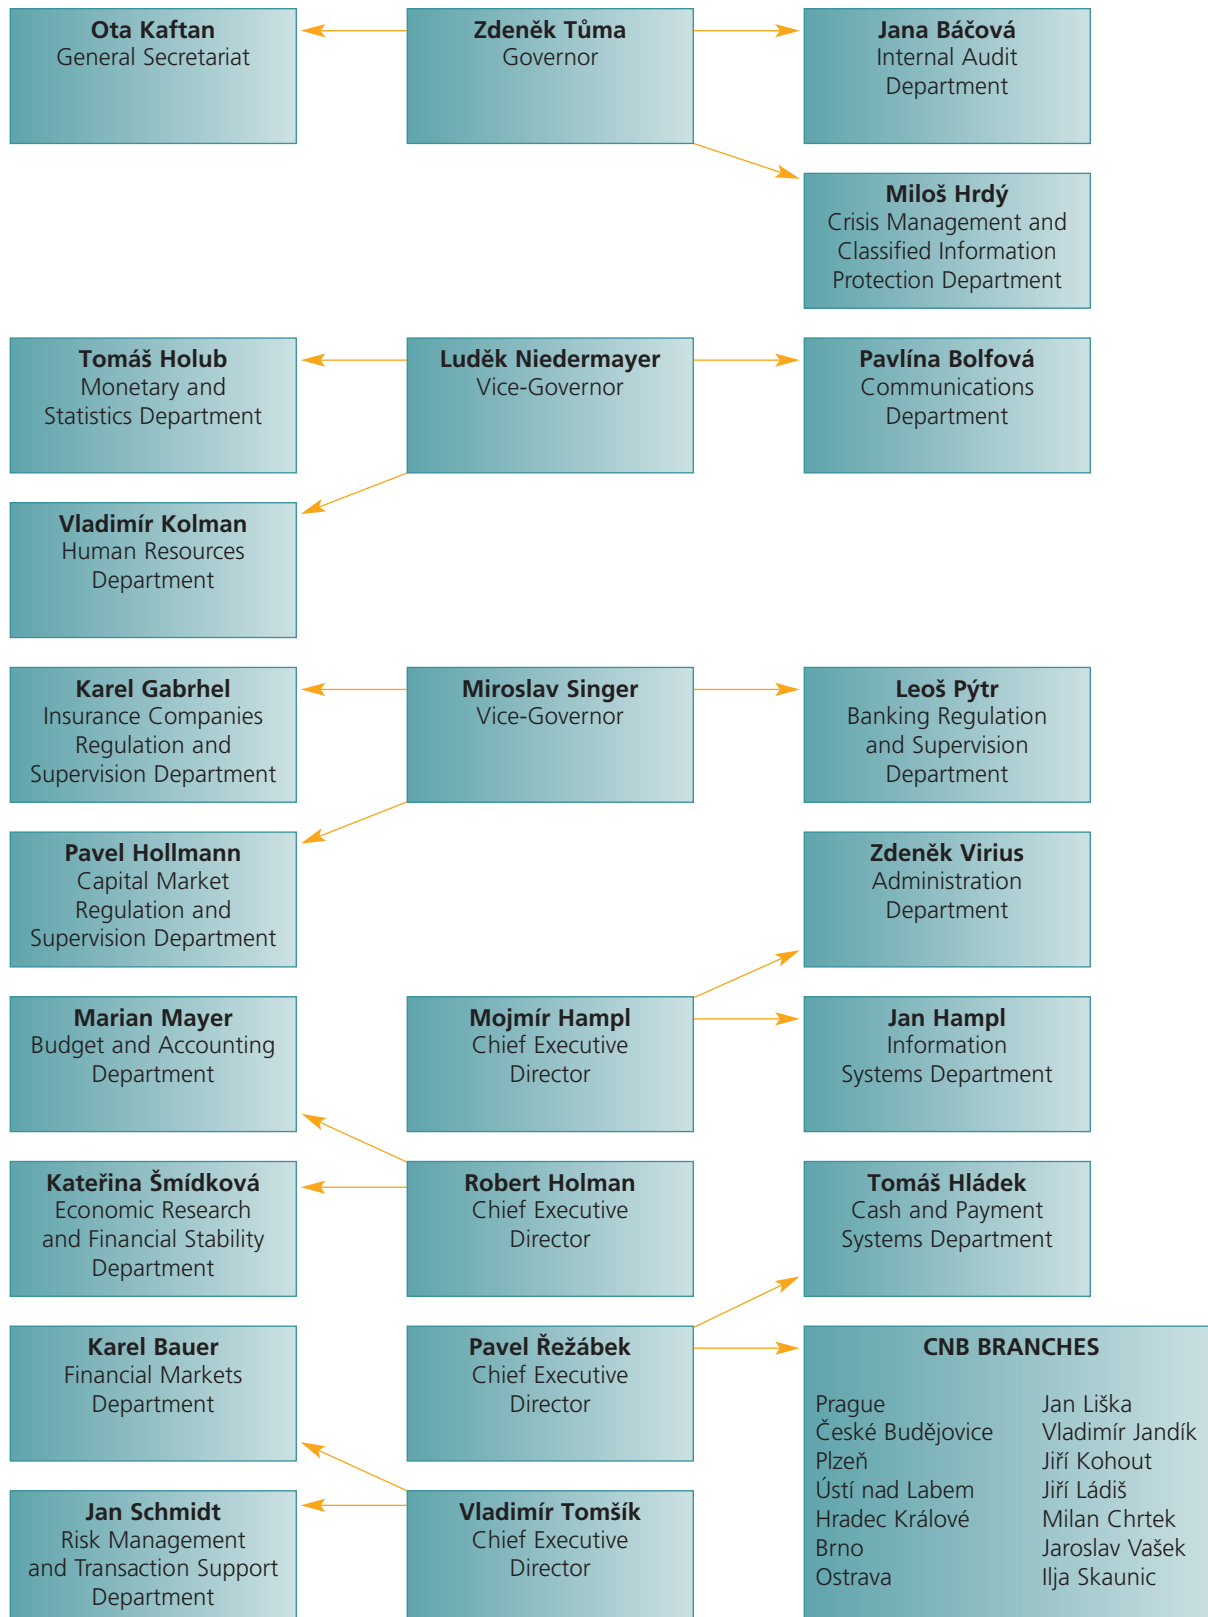 Ota Kaftan
General Secretariat
Zdeněk Tůma
Governor
Jana Báčová
Internal Audit
Department
Miloš Hrdý
Crisis Management and
Classified Information
Protection Department
Tomáš Holub
Monetary and
Statistics Department
Luděk Niedermayer
Vice-Governor
Pavlína Bolfová
Communications
Department
Vladimír Kolman
Human Resources
Department
Karel Gabrhel
Insurance Companies
Regulation and
Supervision Department
Miroslav Singer
Vice-Governor
Leoš Pýtr
Banking Regulation
and Supervision
Department
Pavel Hollmann
Capital Market
Regulation and
Supervision Department
Zdeněk Virius
Administration
Department
Marian Mayer
Budget and Accounting
Department
Mojmír Hampl
Chief Executive
Director
Jan Hampl
Information
Systems Department
Kateřina Šmídková
Economic Research
and Financial Stability
Department
Robert Holman
Chief Executive
Director
Tomáš Hládek
Cash and Payment
Systems Department
Karel Bauer
Financial Markets
Department
Pavel Řežábek
Chief Executive
Director
CNB BRANCHES
Prague Jan Liška
České Budějovice Vladimír Jandík
Plzeň Jiří Kohout
Ústí nad Labem Jiří Ládiš
Hradec Králové Milan Chrtek
Brno Jaroslav Vašek
Ostrava Ilja Skaunic
Jan Schmidt
Risk Management
and Transaction Support
Department
Vladimír Tomšík
Chief Executive
Director